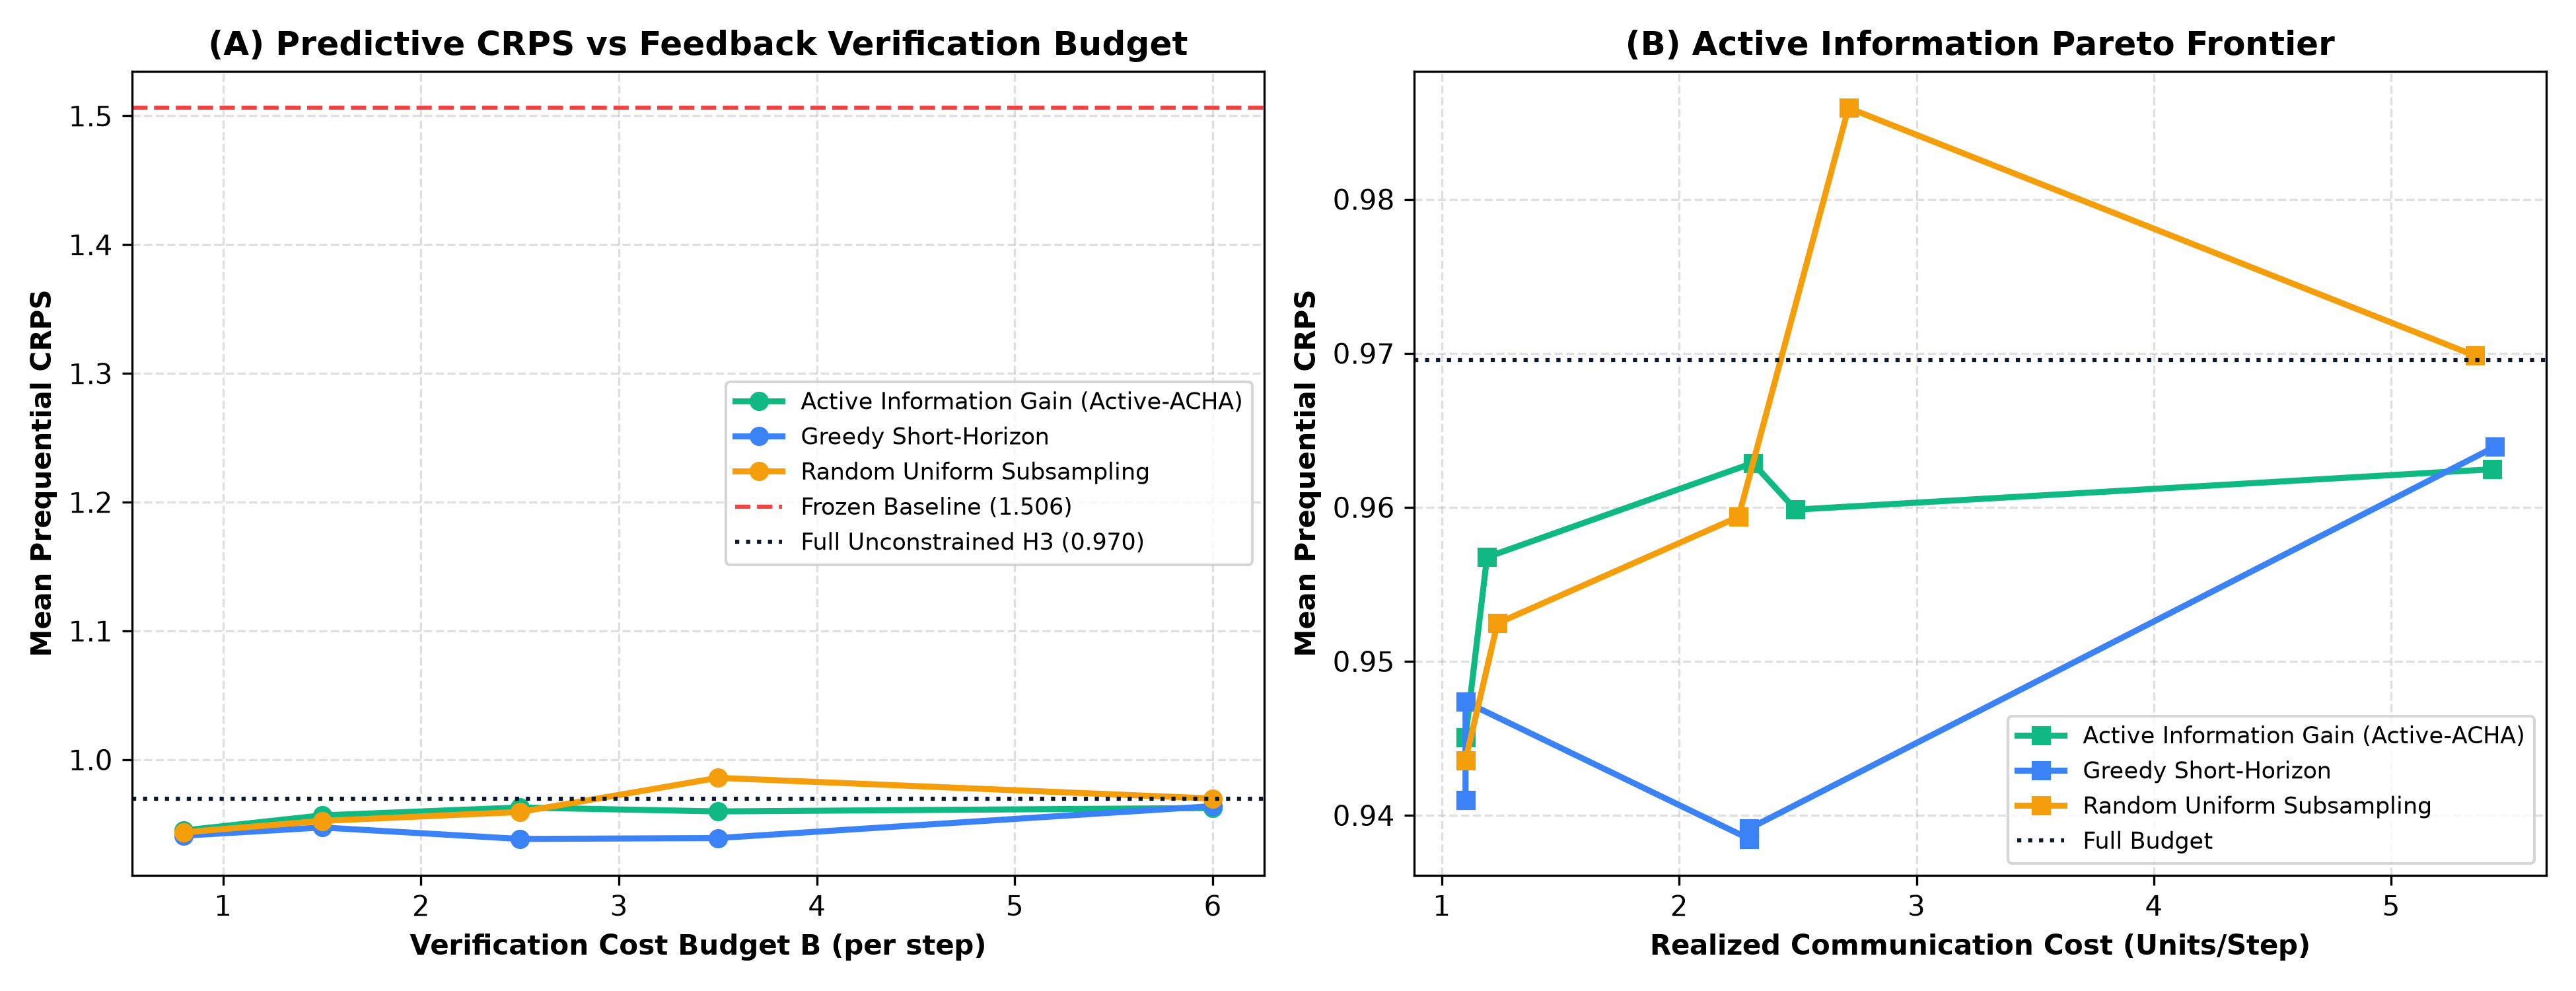 (A) Predictive CRPS vs Feedback Verification Budget
Mean Prequential CRPS
1.5
1.4
1.3
1.2
1.1
1.0
Active Information Gain (Active-ACHA)
Greedy Short-Horizon
Random Uniform Subsampling
Frozen Baseline (1.506)
Full Unconstrained H3 (0.970)
1 2 3 4 5 6
Verification Cost Budget B (per step)
(B) Active Information Pareto Frontier
Mean Prequential CRPS
0.98
0.97
0.96
0.95
0.94
Active Information Gain (Active-ACHA)
Greedy Short-Horizon
Random Uniform Subsampling
Full Budget
1 2 3 4 5
Realized Communication Cost (Units/Step)